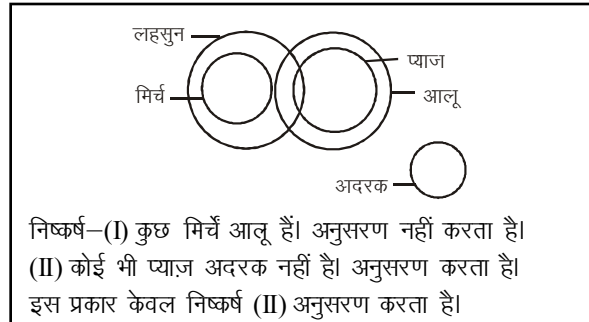 लहसुन
प्याज
मिर्च
आलू
अदरक
निष्कर्ष–(I) कुछ मिर्चें आलू हैं। अनुसरण नहीं करता है।
(II) कोई भी प्याज़ अदरक नहीं है। अनुसरण करता है।
इस प्रकार केवल निष्कर्ष (II) अनुसरण करता है।